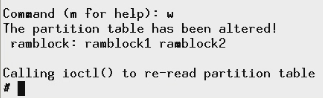 Command (m for help): w
The partition table has been altered!
ramblock: ramblock1 ramblock2
Calling ioctl() to re-read partition table
#